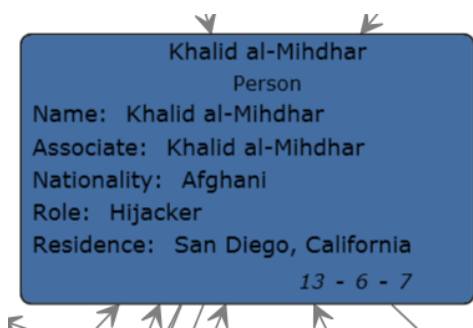 Khalid al-Mihdhar
Person
Name: Khalid al-Mihdhar
Associate: Khalid al-Mihdhar
Nationality: Afghani
Role: Hijacker
Residence: San Diego, California
13 - 6 - 7